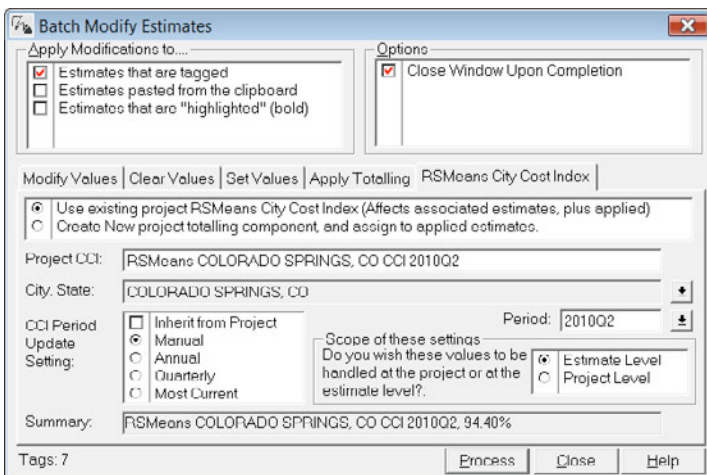 Batch Modify Estimates
Apply Modifications to....
Estimates that are tagged
Estimates pasted from the clipboard
Estimates that are "highlighted" (bold)
Options
Close Window Upon Completion
Modify Values Clear Values Set Values Apply Totalling RSMeans City Cost Index
Use existing project RSMeans City Cost Index (Affects associated estimates, plus applied)
Create New project totalling component, and assign to applied estimates.
Project CCI: RSMeans COLORADO SPRINGS, CO CCI 2010Q2
City, State: COLORADO SPRINGS, CO
Period: 2010Q2
CCI Period
Update
Setting:
Inherit from Project
Manual
Annual
Quarterly
Most Current
Scope of these settings
Do you wish these values to be
handled at the project or at the
estimate level?.
Estimate Level
Project Level
Summary: RSMeans COLORADO SPRINGS, CO CCI 2010Q2, 94.40%
Tags: 7
Process Close Help